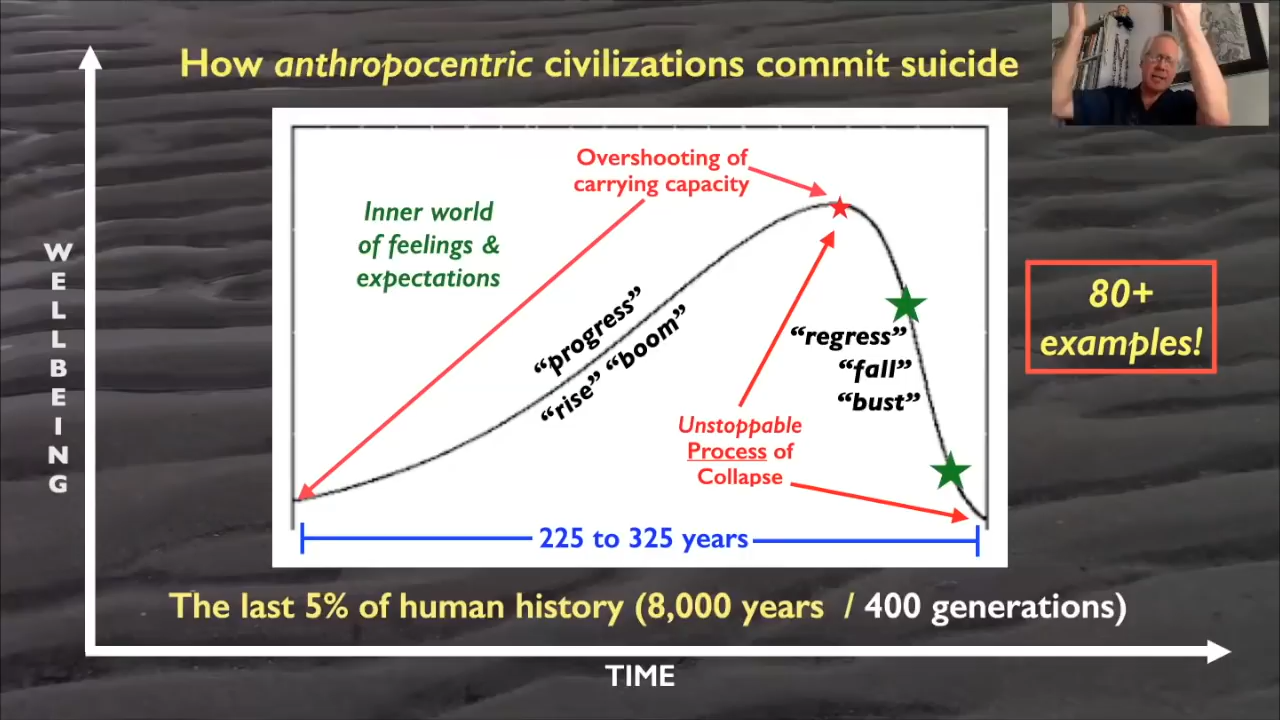 How anthropocentric civilizations commit suicide
WELLBEING
Overshooting of
carrying capacity
Inner world
of feelings &
expectations
“progress”
“rise” “boom”
“regress”
“fall”
“bust”
80+
examples!
Unstoppable
Process of
Collapse
225 to 325 years
The last 5% of human history (8,000 years / 400 generations)
TIME